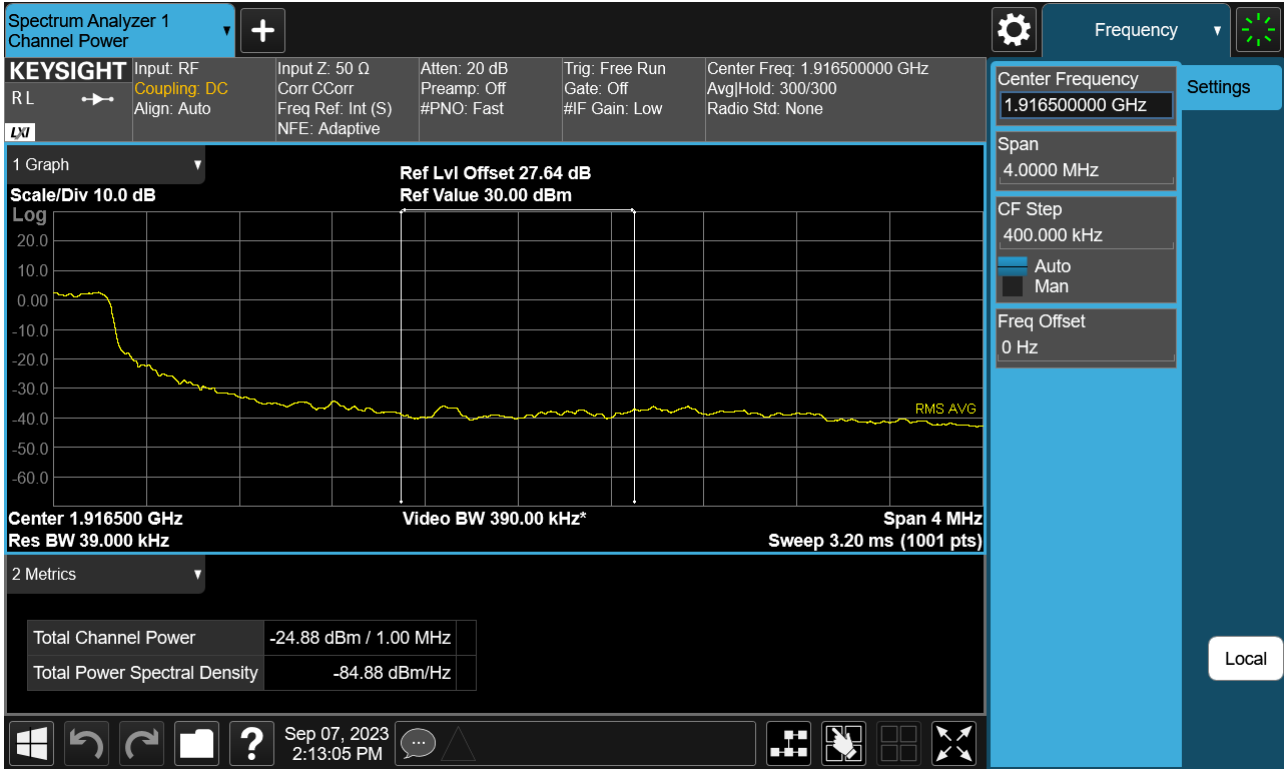 Spectrum Analyzer 1
Channel Power
+
Frequency
KEYSIGHT
R L
LXI
Input: RF
Coupling: DC
Align: Auto
Input Z: 50 Ω
Corr CCorr
Freq Ref: Int (S)
NFE: Adaptive
Atten: 20 dB
Preamp: Off
#PNO: Fast
Trig: Free Run
Gate: Off
#IF Gain: Low
Center Freq: 1.916500000 GHz
Avg|Hold: 300/300
Radio Std: None
Center Frequency
1.916500000 GHz
Settings
Span
4.0000 MHz
CF Step
400.000 kHz
Auto
Man
Freq Offset
0 Hz
1 Graph
Scale/Div 10.0 dB
Ref Lvl Offset 27.64 dB
Ref Value 30.00 dBm
Log
20.0
10.0
0.00
-10.0
-20.0
-30.0
-40.0
-50.0
-60.0
RMS AVG
Center 1.916500 GHz
Video BW 390.00 kHz*
Span 4 MHz
Res BW 39.000 kHz
Sweep 3.20 ms (1001 pts)
2 Metrics
Total Channel Power -24.88 dBm / 1.00 MHz
Total Power Spectral Density -84.88 dBm/Hz
Local
?
Sep 07, 2023
2:13:05 PM